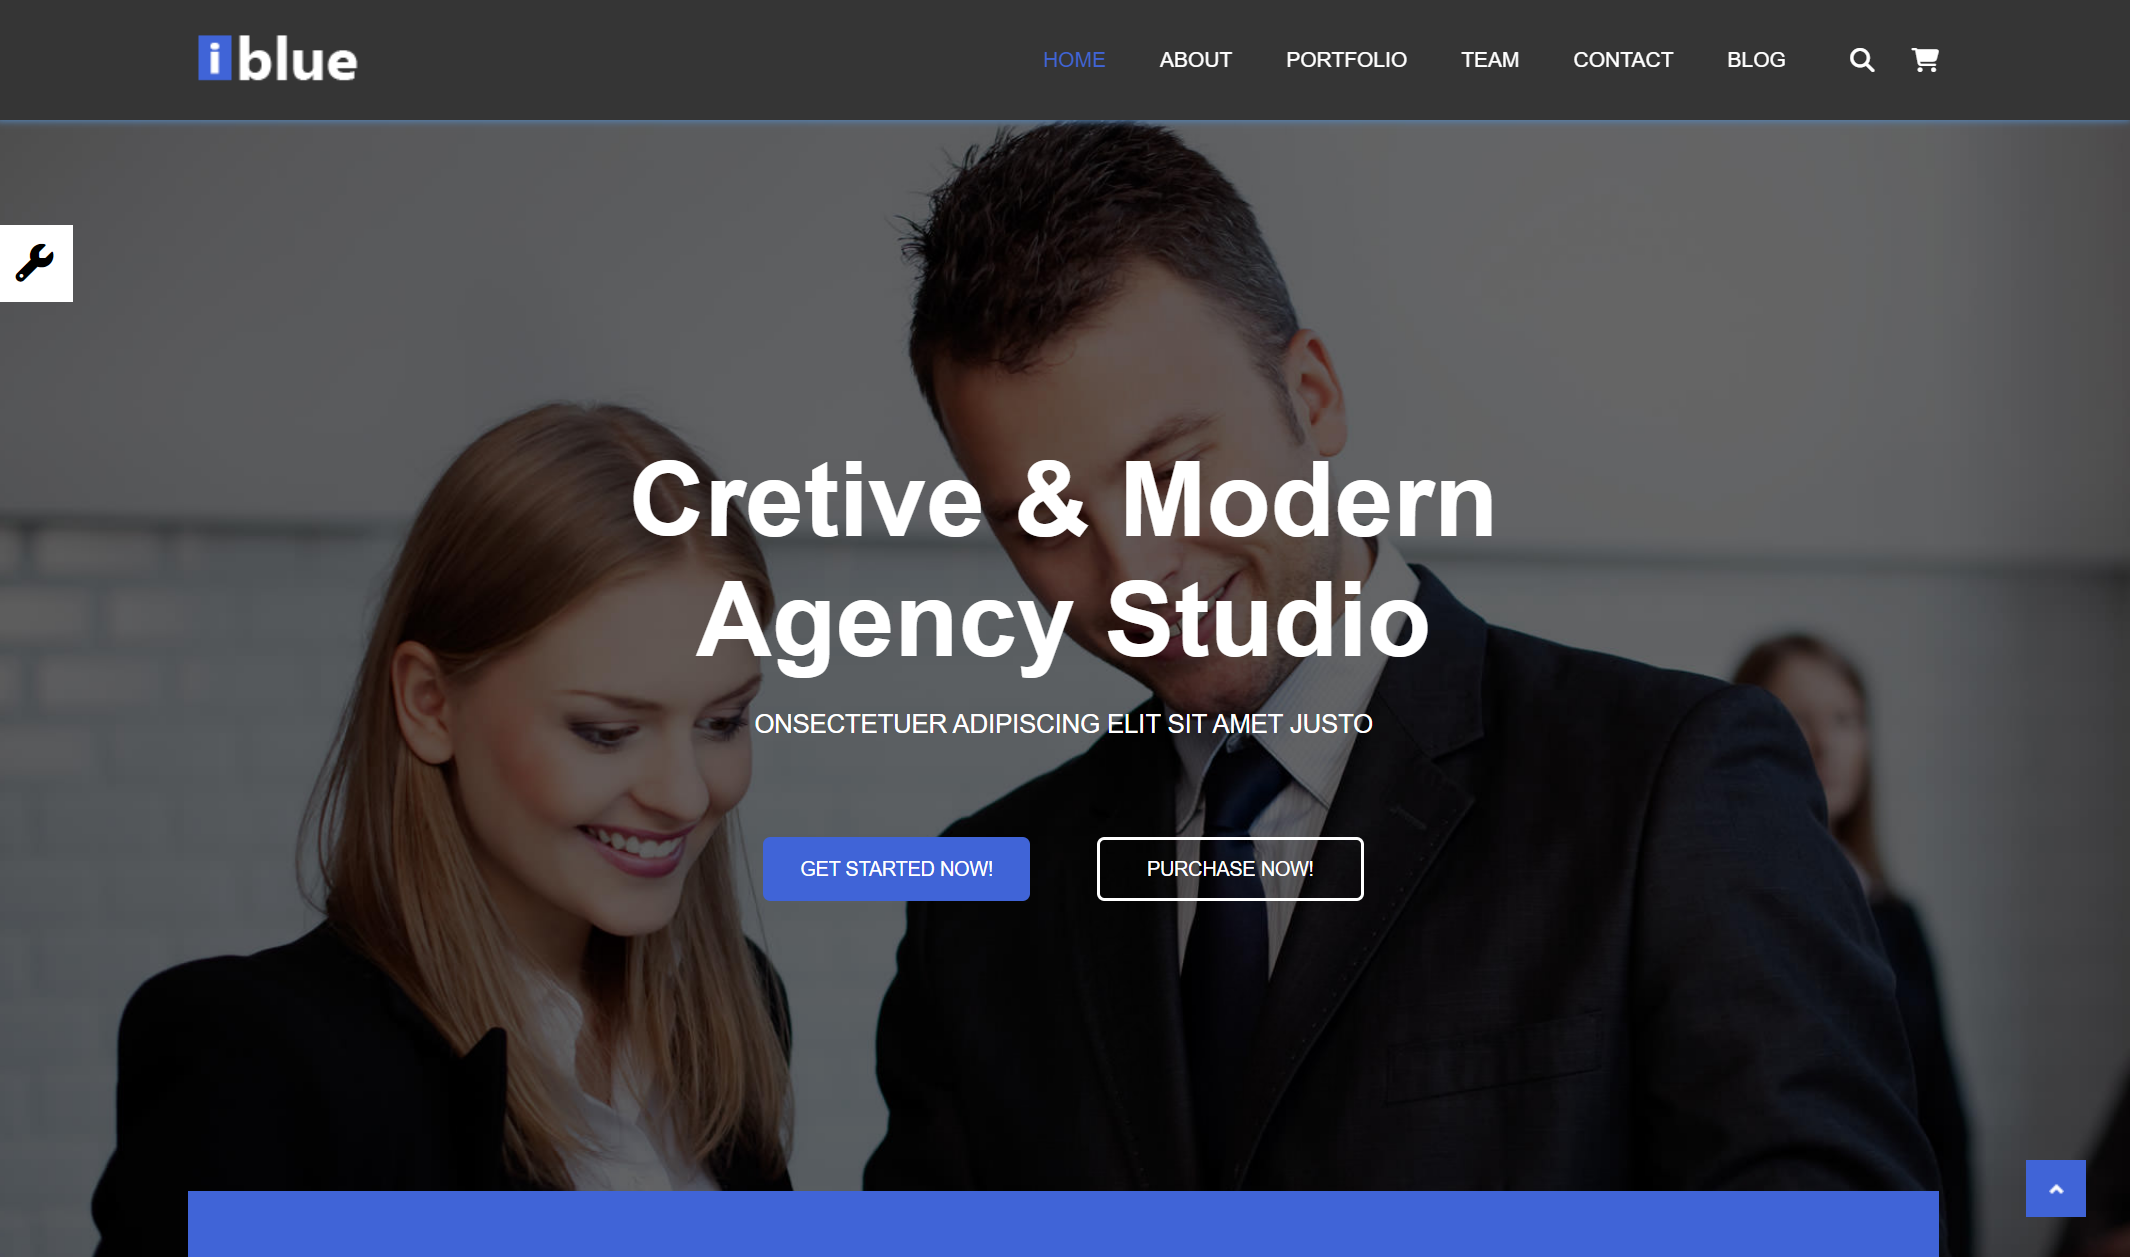 i blue
HOME ABOUT PORTFOLIO TEAM CONTACT BLOG
Cretive & Modern
Agency Studio
ONSECTETUER ADIPISCING ELIT SIT AMET JUSTO
GET STARTED NOW! PURCHASE NOW!